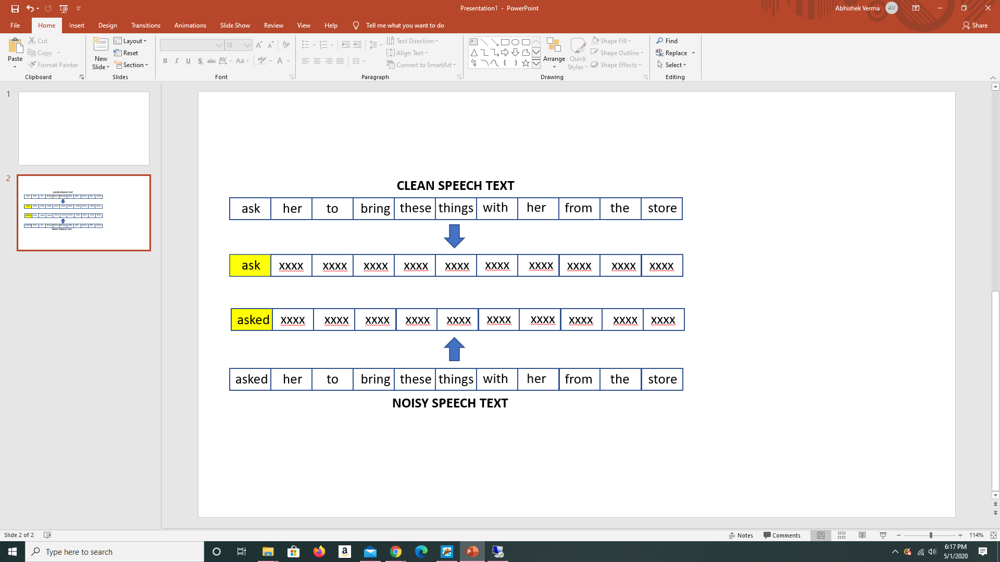 Presentation1 - PowerPoint
Abhishek Verma AV
File Home Insert Design Transitions Animations Slide Show Review View Help Tell me what you want to do Share
Cut Layout 18 Text Direction Shape Fill Find
Paste Copy New Slide Reset Align Text Arrange Quick Styles Shape Outline Replace
Format Painter Section B I U S abc AV Aa A Convert to SmartArt Shape Effects Select
Clipboard Slides Font Paragraph Drawing Editing
1
2
CLEAN SPEECH TEXT
ask her to bring these things with her from the store
ask xxxx xxxx xxxx xxxx xxxx xxxx xxxx xxxx xxxx xxxx
asked xxxx xxxx xxxx xxxx xxxx xxxx xxxx xxxx xxxx xxxx
asked her to bring these things with her from the store
NOISY SPEECH TEXT
Slide 2 of 2 Notes Comments 114%
Type here to search
6:17 PM
5/1/2020